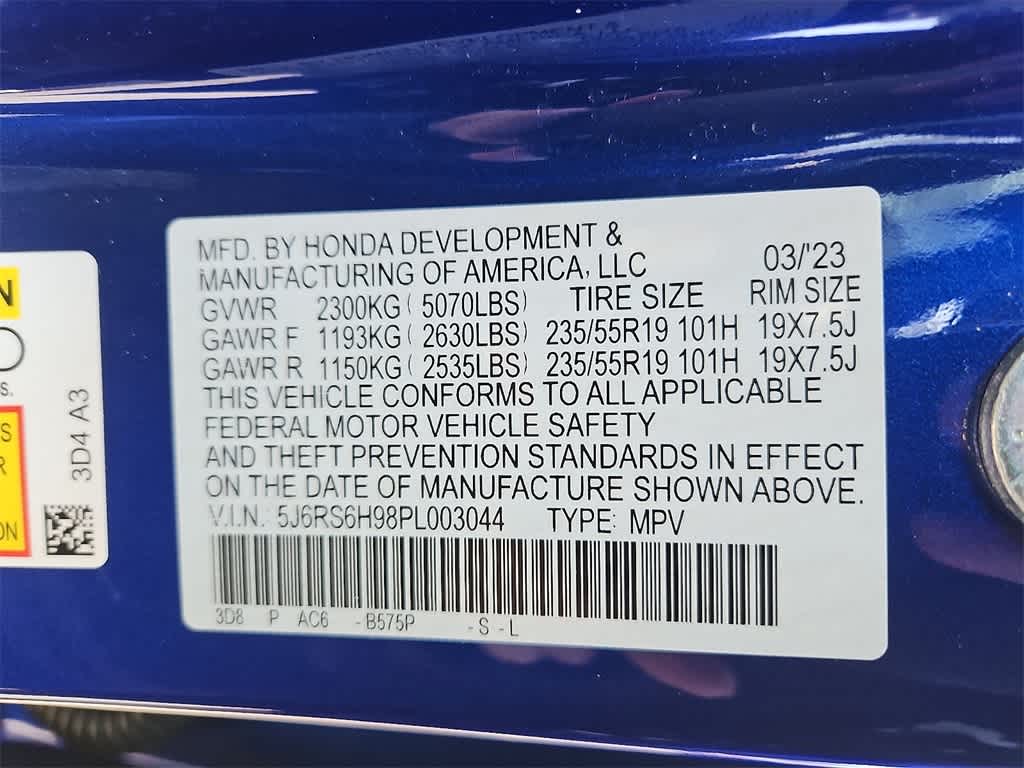 MFD. BY HONDA DEVELOPMENT &
MANUFACTURING OF AMERICA, LLC 03/'23
GVWR 2300KG( 5070LBS) TIRE SIZE RIM SIZE
GAWR F 1193KG( 2630LBS) 235/55R19 101H 19X7.5J
GAWR R 1150KG( 2535LBS) 235/55R19 101H 19X7.5J
THIS VEHICLE CONFORMS TO ALL APPLICABLE
FEDERAL MOTOR VEHICLE SAFETY
AND THEFT PREVENTION STANDARDS IN EFFECT
ON THE DATE OF MANUFACTURE SHOWN ABOVE.
V.I.N.: 5J6RS6H98PL003044 TYPE: MPV
3D8 P AC6 -B575P -S -L
3D4 A3